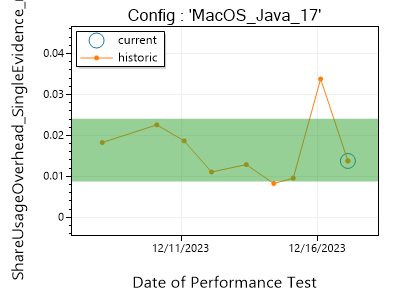 Config : 'MacOS_Java_17'
current
historic
0.04
0.03
0.02
0.01
0
12/11/2023
12/16/2023
Date of Performance Test
ShareUsageOverhead_SingleEvidence_